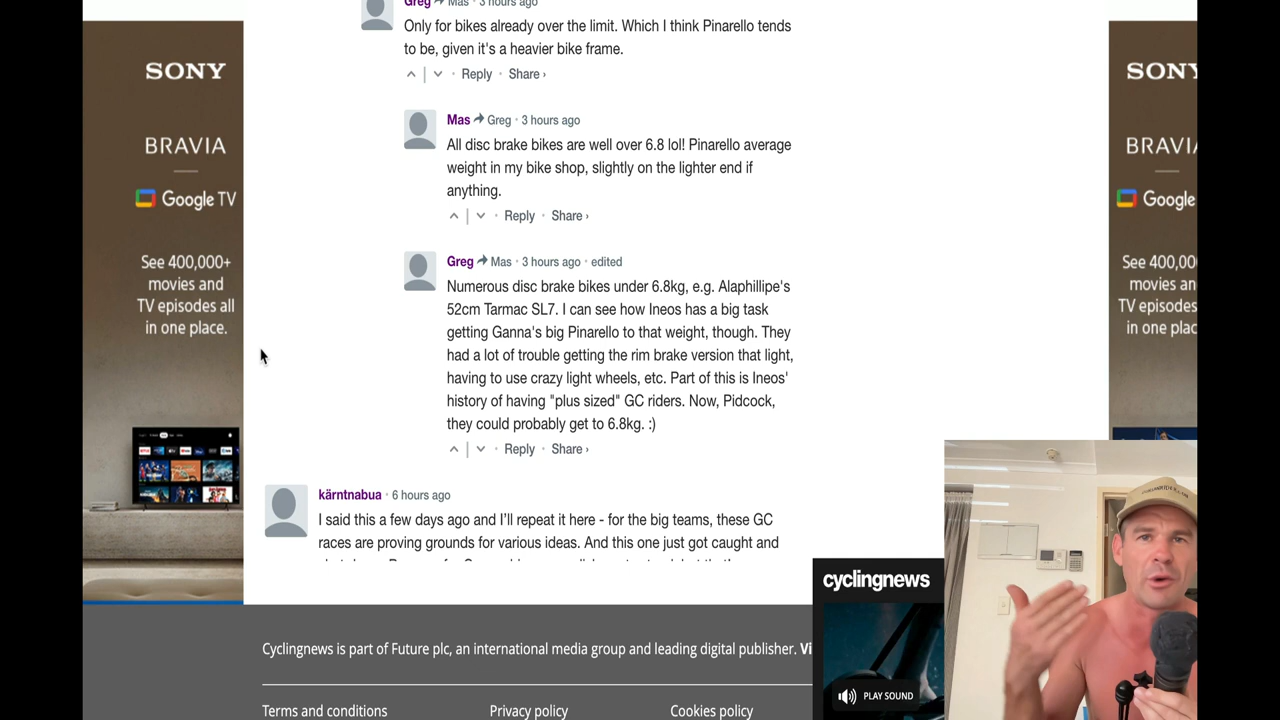 Greg Mas · 3 hours ago
Only for bikes already over the limit. Which I think Pinarello tends
to be, given it's a heavier bike frame.
Reply · Share ›
Mas Greg · 3 hours ago
All disc brake bikes are well over 6.8 lol! Pinarello average
weight in my bike shop, slightly on the lighter end if
anything.
Reply · Share ›
Greg Mas · 3 hours ago · edited
Numerous disc brake bikes under 6.8kg, e.g. Alaphillipe's
52cm Tarmac SL7. I can see how Ineos has a big task
getting Ganna's big Pinarello to that weight, though. They
had a lot of trouble getting the rim brake version that light,
having to use crazy light wheels, etc. Part of this is Ineos'
history of having "plus sized" GC riders. Now, Pidcock,
they could probably get to 6.8kg. :)
Reply · Share ›
kärntnabua · 6 hours ago
I said this a few days ago and I'll repeat it here - for the big teams, these GC
races are proving grounds for various ideas. And this one just got caught and
SONY
BRAVIA
Google TV
See 400,000+
movies and
TV episodes all
in one place.
SONY
BRAVIA
Google
See 400,00
movies
TV episodes
in one plac
cyclingnews
PLAY SOUND
Cyclingnews is part of Future plc, an international media group and leading digital publisher. Vi
Terms and conditions
Privacy policy
Cookies policy